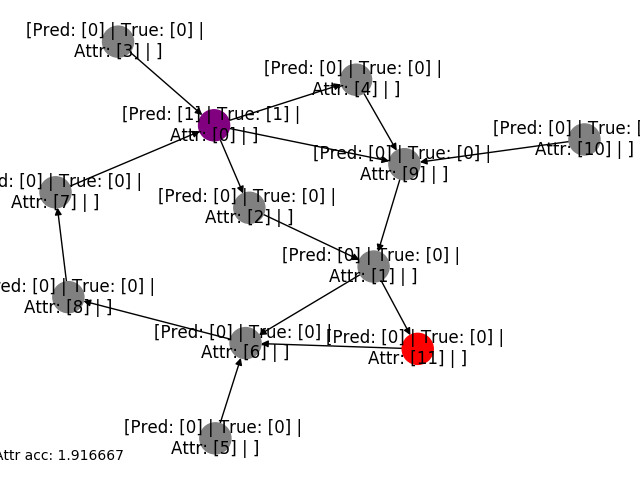 [Pred: [0] | True: [0] |
Attr: [3] | ]
[Pred: [0] | True: [0] |
Attr: [4] | ]
[Pred: [1] | True: [1] |
Attr: [0] | ]
[Pred: [0] | True: [
Attr: [10] | ]
[Pred: [0] | True: [0] |
Attr: [9] | ]
d: [0] | True: [0] |
Attr: [7] | ]
[Pred: [0] | True: [0] |
Attr: [2] | ]
[Pred: [0] | True: [0] |
Attr: [1] | ]
ed: [0] | True: [0] |
Attr: [8] | ]
[Pred: [0] | True: [0] |
Attr: [6] | ]
[Pred: [0] | True: [0] |
Attr: [11] | ]
[Pred: [0] | True: [0] |
Attr: [5] | ]
Attr acc: 1.916667